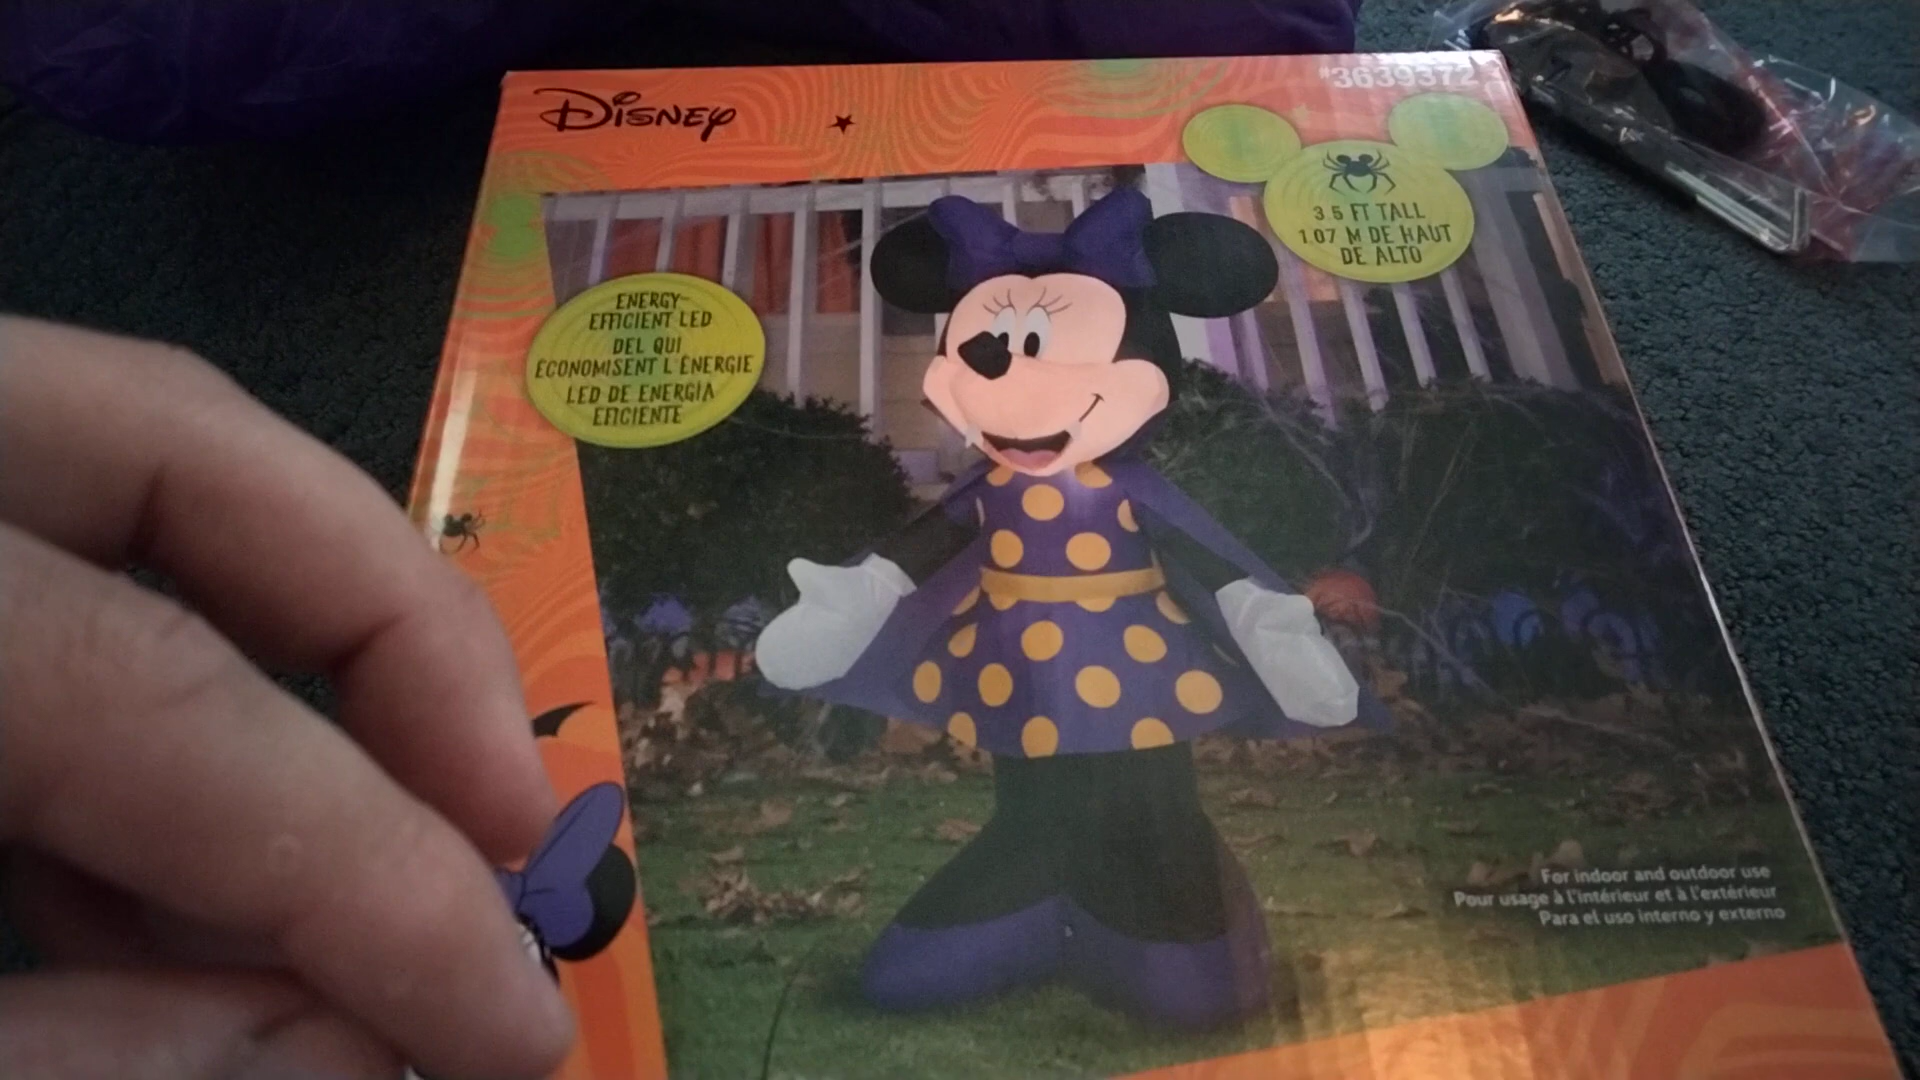 Disney
#3639372
3.5 FT TALL
1.07 M DE HAUT
DE ALTO
ENERGY-
EFFICIENT LED
DEL QUI
ÉCONOMISENT L'ÉNERGIE
LED DE ENERGÍA
EFICIENTE
For indoor and outdoor use
Pour usage à l'intérieur et à l'extérieur
Para el uso interno y externo